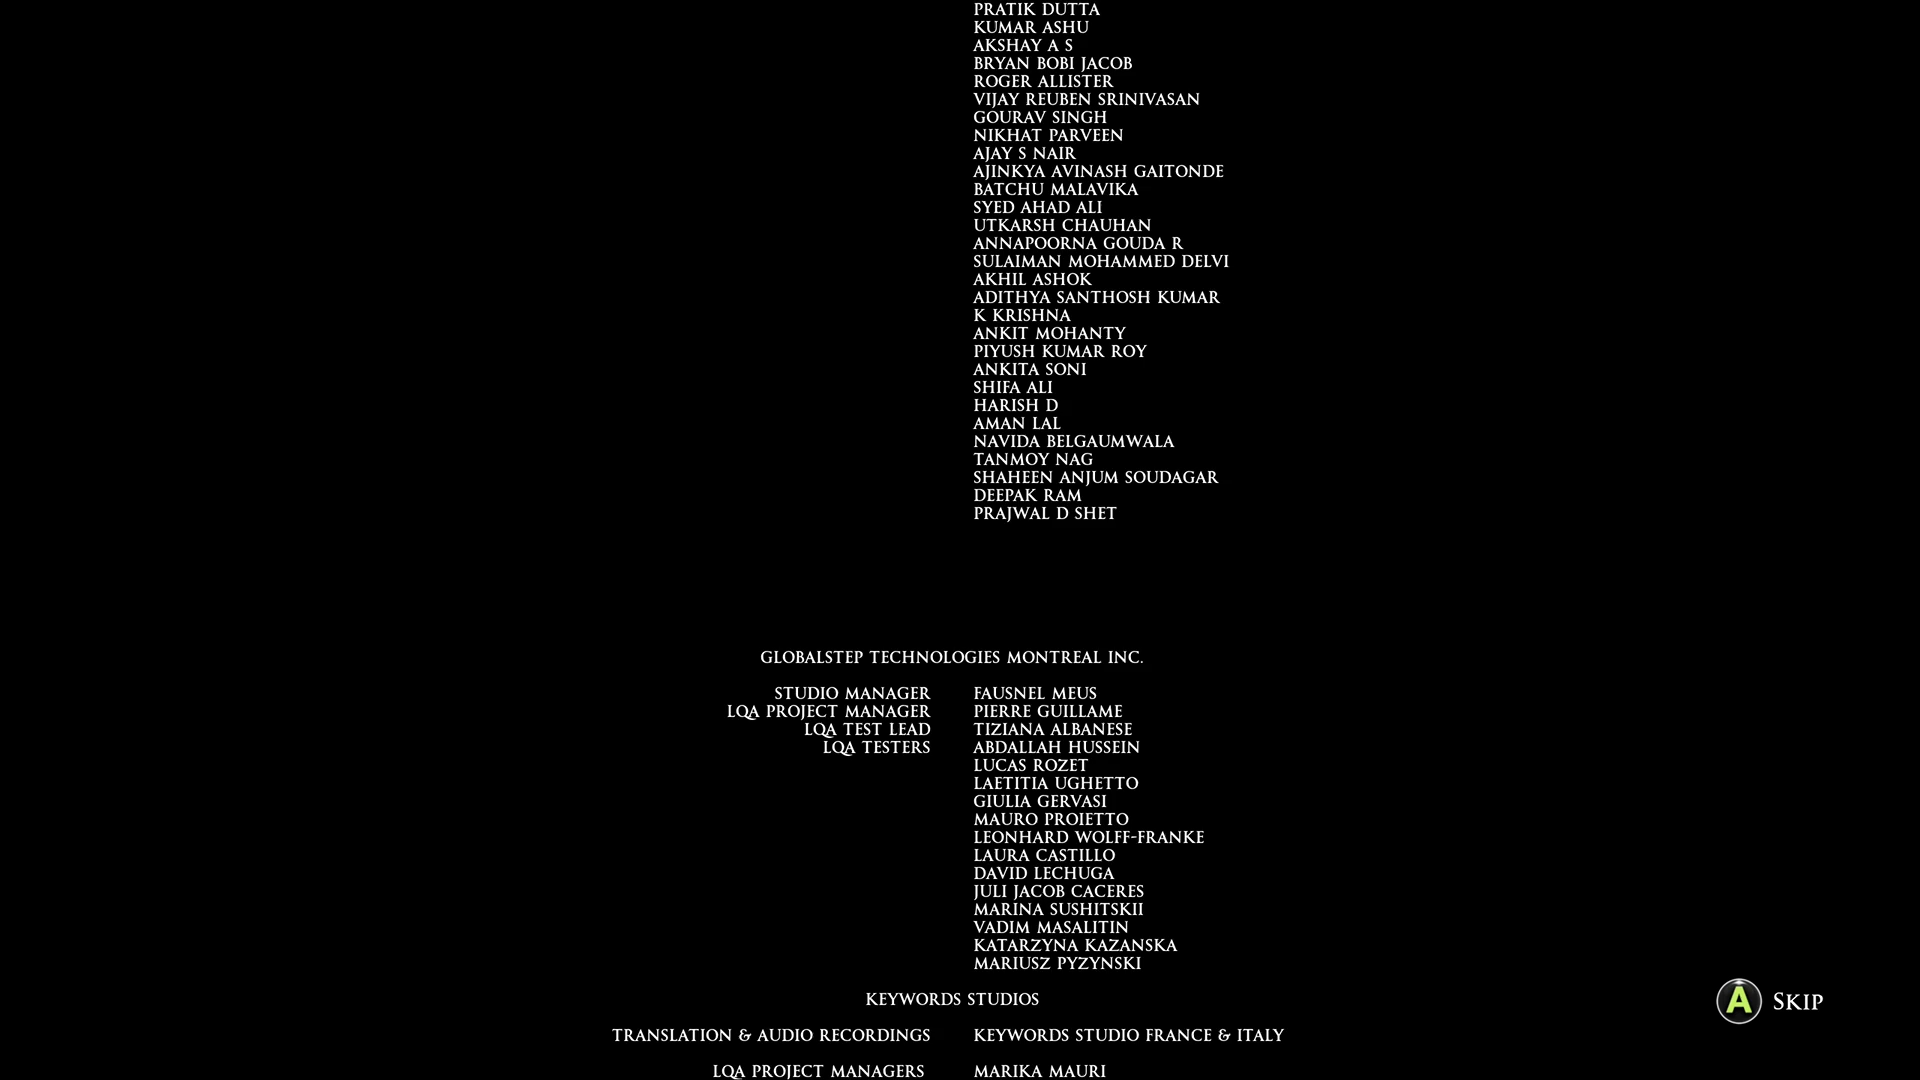 PRATIK DUTTA
KUMAR ASHU
AKSHAY A S
BRYAN BOBI JACOB
ROGER ALLISTER
VIJAY REUBEN SRINIVASAN
GOURAV SINGH
NIKHAT PARVEEN
AJAY S NAIR
AJINKYA AVINASH GAITONDE
BATCHU MALAVIKA
SYED AHAD ALI
UTKARSH CHAUHAN
ANNAPOORNA GOUDA R
SULAIMAN MOHAMMED DELVI
AKHIL ASHOK
ADITHYA SANTHOSH KUMAR
K KRISHNA
ANKIT MOHANTY
PIYUSH KUMAR ROY
ANKITA SONI
SHIFA ALI
HARISH D
AMAN LAL
NAVIDA BELGAUMWALA
TANMOY NAG
SHAHEEN ANJUM SOUDAGAR
DEEPAK RAM
PRAJWAL D SHET
GLOBALSTEP TECHNOLOGIES MONTREAL INC.
STUDIO MANAGER FAUSNEL MEUS
LQA PROJECT MANAGER PIERRE GUILLAME
LQA TEST LEAD TIZIANA ALBANESE
LQA TESTERS ABDALLAH HUSSEIN
LUCAS ROZET
LAETITIA UGHETTO
GIULIA GERVASI
MAURO PROIETTO
LEONHARD WOLFF-FRANKE
LAURA CASTILLO
DAVID LECHUGA
JULI JACOB CACERES
MARINA SUSHITSKII
VADIM MASALITIN
KATARZYNA KAZANSKA
MARIUSZ PYZYNSKI
KEYWORDS STUDIOS
A SKIP
TRANSLATION & AUDIO RECORDINGS KEYWORDS STUDIO FRANCE & ITALY
LQA PROJECT MANAGERS MARIKA MAURI